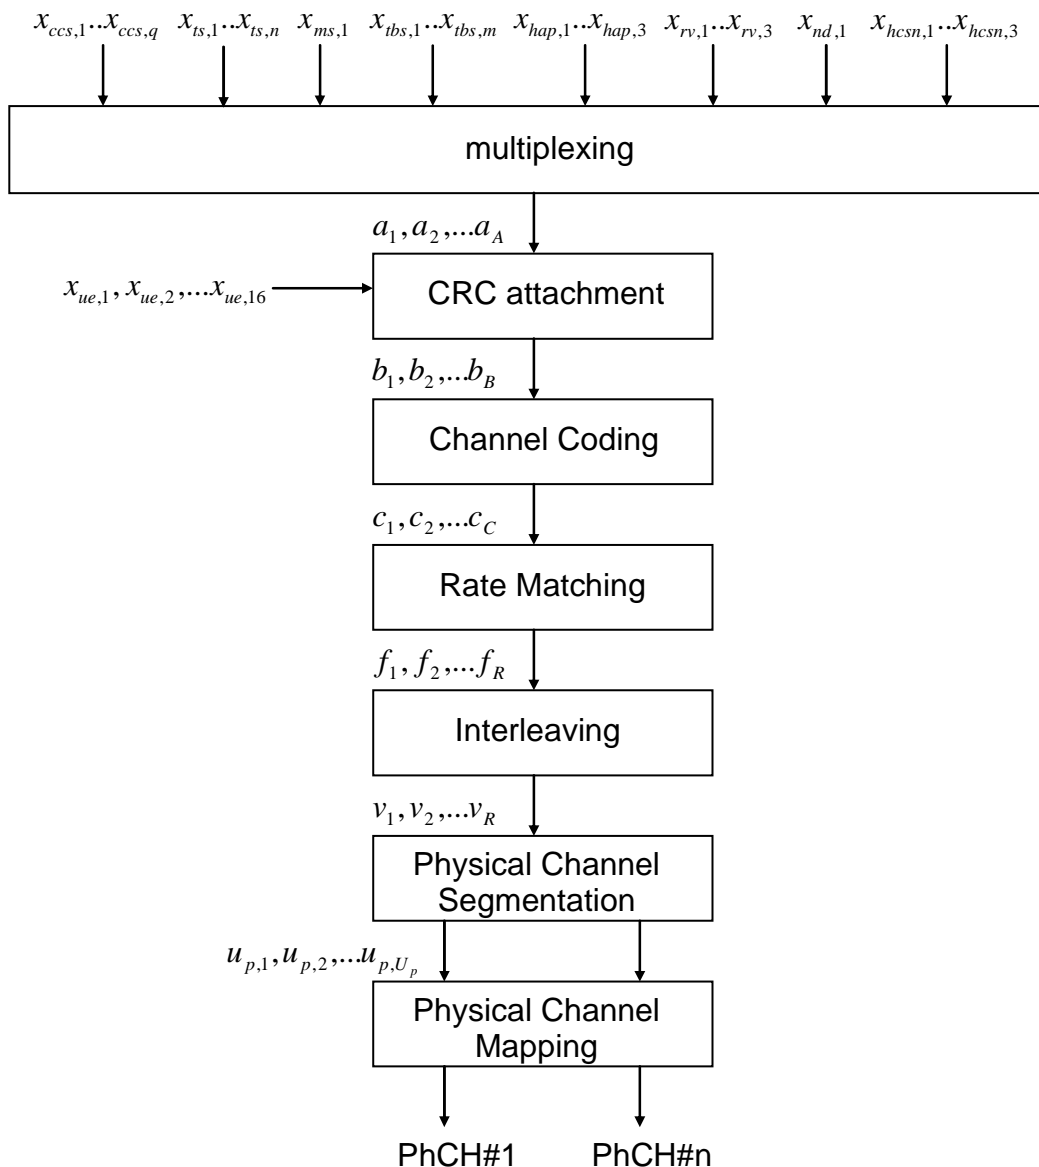 x_{ccs,1}..x_{ccs,q} x_{ts,1}..x_{ts,n} x_{ms,1} x_{tbs,1}..x_{tbs,m} x_{hap,1}..x_{hap,3} x_{rv,1}..x_{rv,3} x_{nd,1} x_{hcsn,1}..x_{hcsn,3}
multiplexing
a_1,a_2,...a_A
x_{ue,1},x_{ue,2},...x_{ue,16}
CRC attachment
b_1,b_2,...b_B
Channel Coding
c_1,c_2,...c_C
Rate Matching
f_1,f_2,...f_R
Interleaving
v_1,v_2,...v_R
Physical Channel
Segmentation
u_{p,1},u_{p,2},...u_{p,U_p}
Physical Channel
Mapping
PhCH#1 PhCH#n